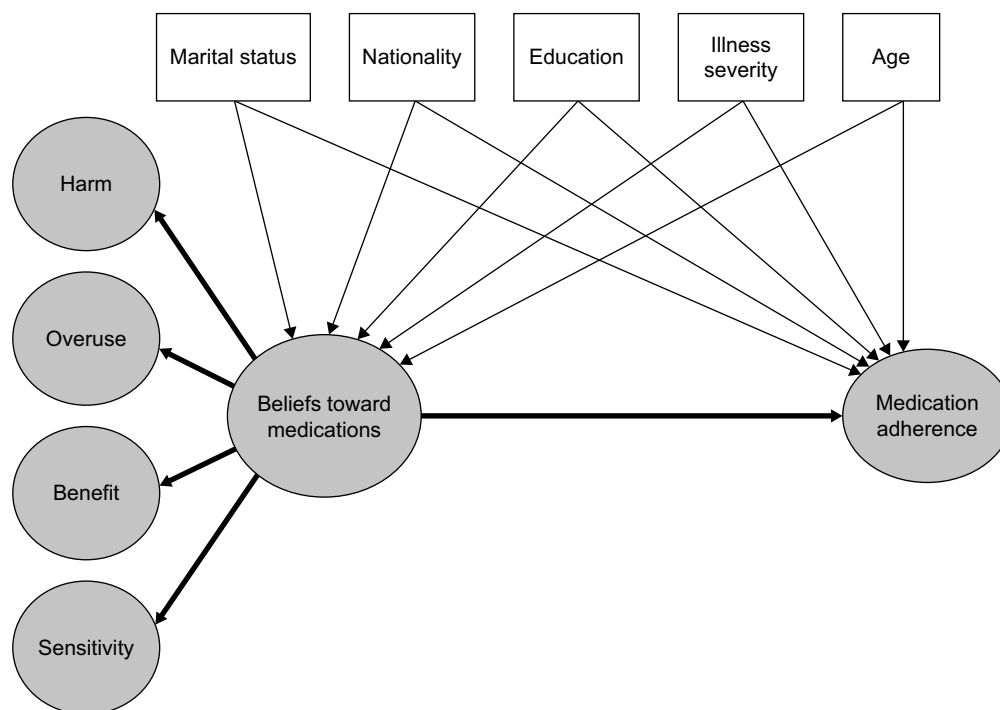 Marital status
Nationality
Education
Illness
severity
Age
Harm
Overuse
Benefit
Sensitivity
Beliefs toward
medications
Medication
adherence